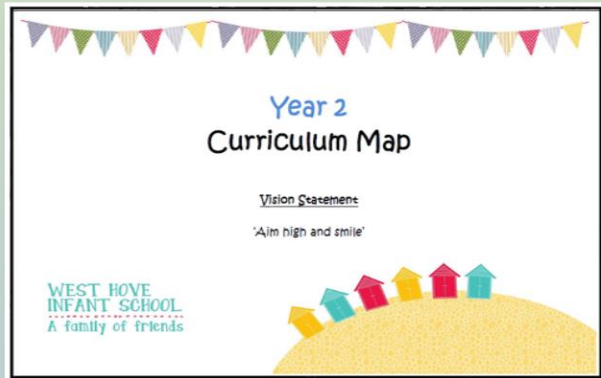 Year 2
Curriculum Map
Vision Statement
'Aim high and smile'
WEST HOVE
INFANT SCHOOL
A family of friends